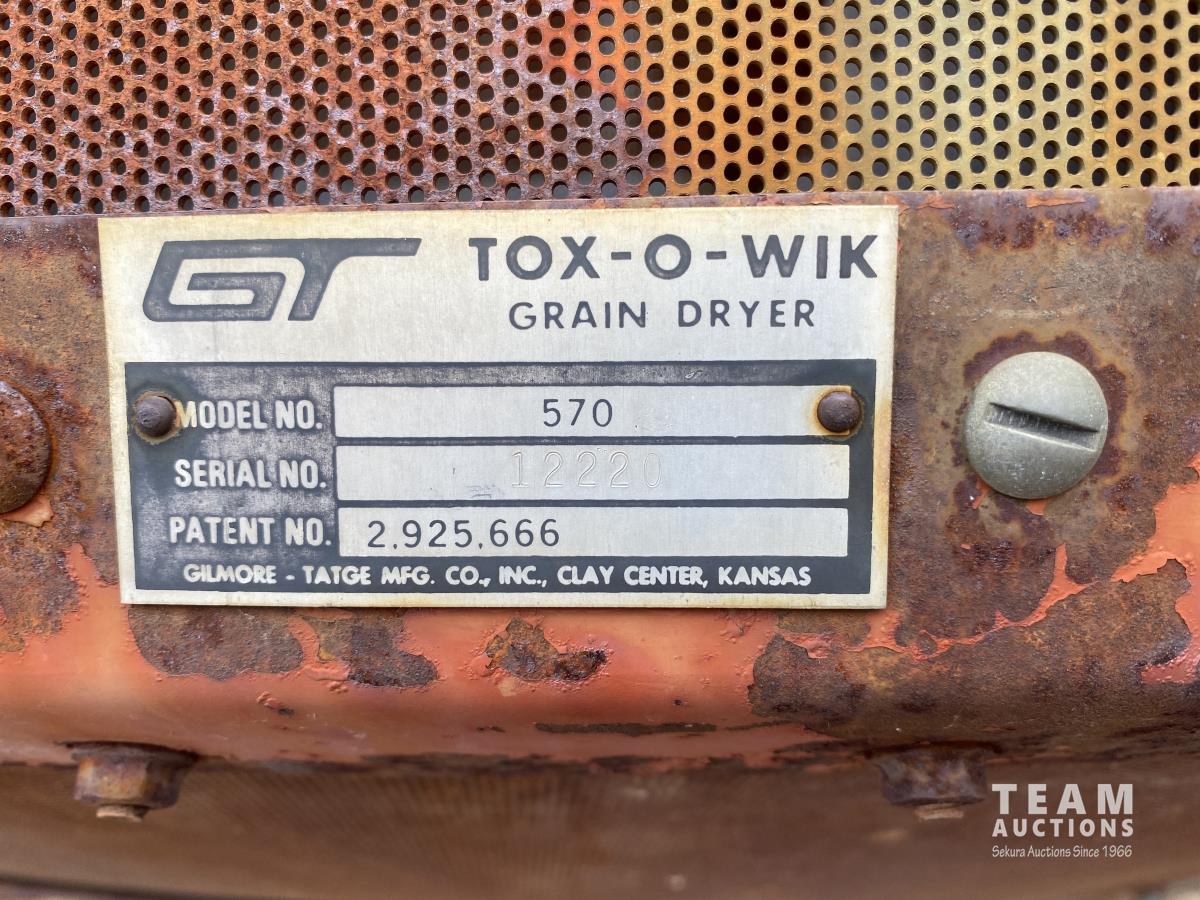 GT TOX-O-WIK
GRAIN DRYER
MODEL NO. 570
SERIAL NO. 12220
PATENT NO. 2,925,666
GILMORE - TATGE MFG. CO., INC., CLAY CENTER, KANSAS
TEAM
AUCTIONS
Sekura Auctions Since 1966